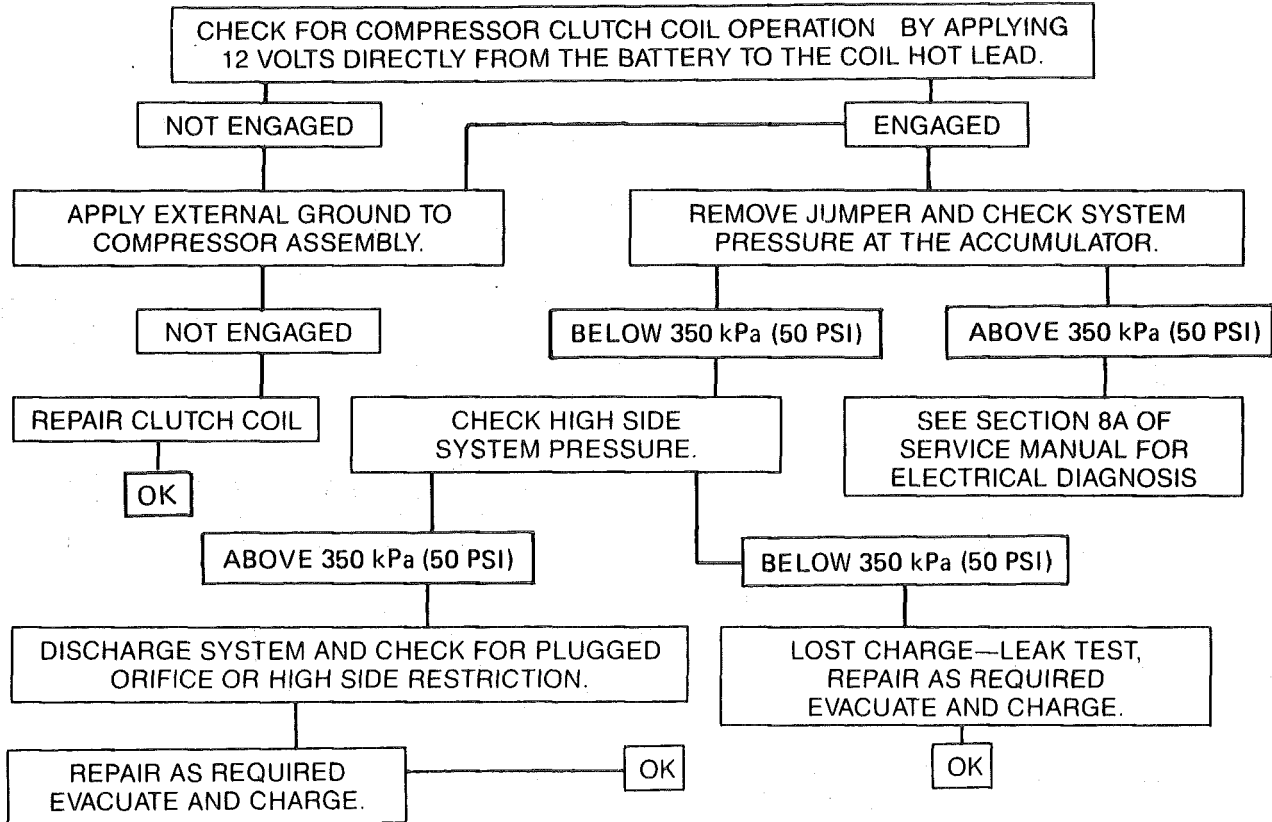 CHECK FOR COMPRESSOR CLUTCH COIL OPERATION BY APPLYING
12 VOLTS DIRECTLY FROM THE BATTERY TO THE COIL HOT LEAD.
NOT ENGAGED
ENGAGED
APPLY EXTERNAL GROUND TO
COMPRESSOR ASSEMBLY.
REMOVE JUMPER AND CHECK SYSTEM
PRESSURE AT THE ACCUMULATOR.
NOT ENGAGED
BELOW 350 kPa (50 PSI)
ABOVE 350 kPa (50 PSI)
REPAIR CLUTCH COIL
OK
CHECK HIGH SIDE
SYSTEM PRESSURE.
SEE SECTION 8A OF
SERVICE MANUAL FOR
ELECTRICAL DIAGNOSIS
ABOVE 350 kPa (50 PSI)
BELOW 350 kPa (50 PSI)
DISCHARGE SYSTEM AND CHECK FOR PLUGGED
ORIFICE OR HIGH SIDE RESTRICTION.
LOST CHARGE—LEAK TEST,
REPAIR AS REQUIRED
EVACUATE AND CHARGE.
REPAIR AS REQUIRED
EVACUATE AND CHARGE.
OK
OK